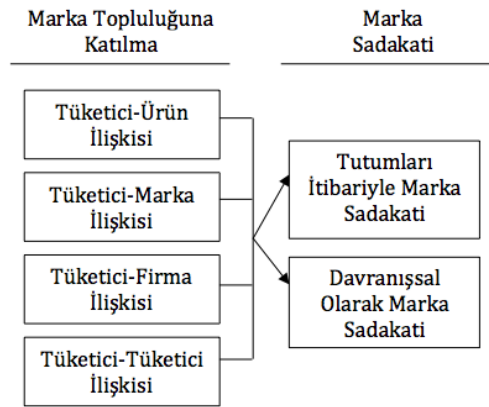 Marka Topluluğuna
Katılma
Marka
Sadakati
Tüketici-Ürün
İlişkisi
Tüketici-Marka
İlişkisi
Tüketici-Firma
İlişkisi
Tüketici-Tüketici
İlişkisi
Tutumları
İtibariyle Marka
Sadakati
Davranışsal
Olarak Marka
Sadakati